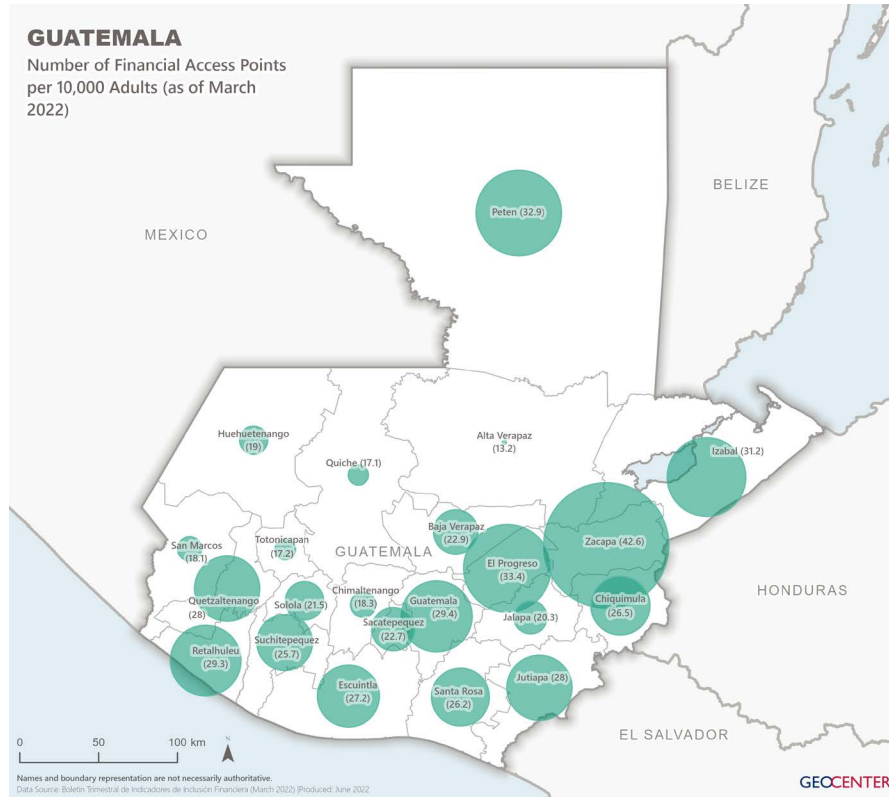 GUATEMALA
Number of Financial Access Points
per 10,000 Adults (as of March
2022)
BELIZE
MEXICO
Peten (32.9)
Huehuetenango
(19)
Alta Verapaz
(13.2)
Quiche (17.1)
Izabal (31.2)
Baja Verapaz
(22.9)
Zacapa (42.6)
San Marcos
(18.1)
Totonicapan
(17.2)
GUATEMALA
El Progreso
(33.4)
HONDURAS
Quetzaltenango
(28)
Solola (21.5)
Chimaltenango
(18.3)
Guatemala
(29.4)
Chiquimula
(26.5)
Sacatepequez
(22.7)
Jalapa (20.3)
Retalhuleu
(29.3)
Suchitepequez
(25.7)
Escuintla
(27.2)
Santa Rosa
(26.2)
Jutiapa (28)
EL SALVADOR
0 50 100 km
N
Names and boundary representation are not necessarily authoritative.
Data Source: Boletín Trimestral de Indicadores de Inclusión Financiera (March 2022) |Produced: June 2022
GEOCENTER